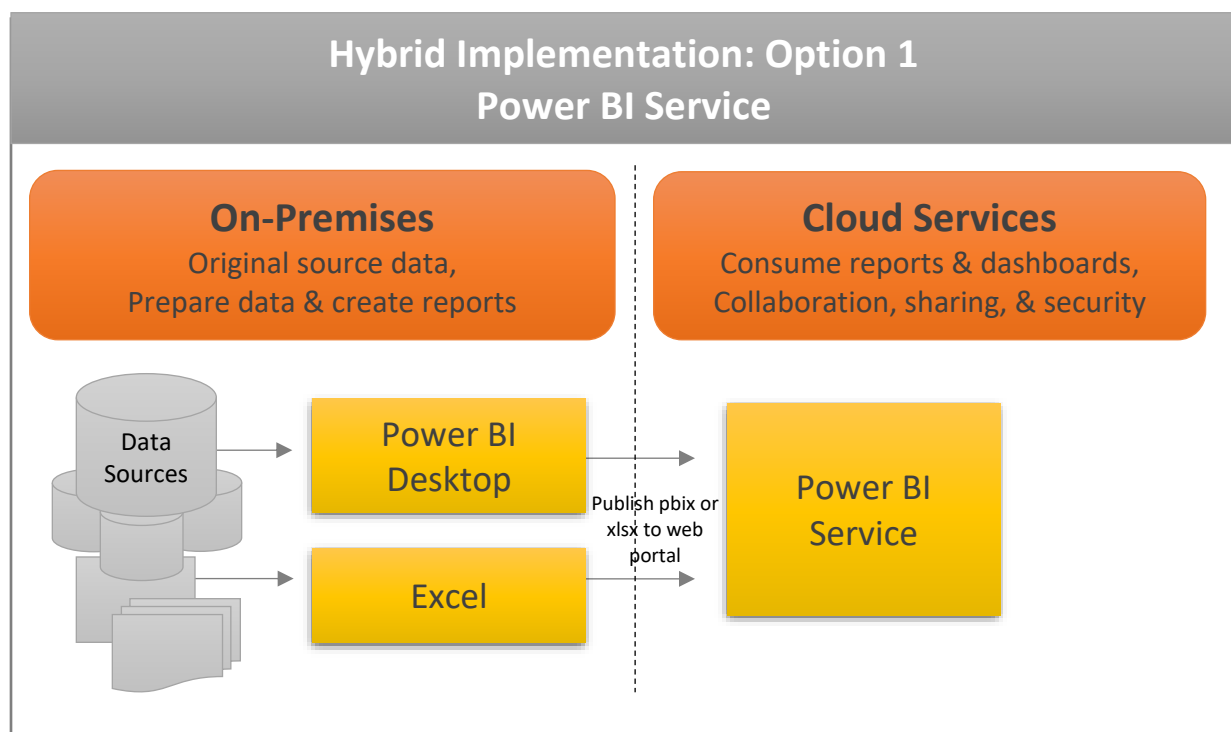 Hybrid Implementation: Option 1
Power BI Service
On-Premises
Original source data,
Prepare data & create reports
Cloud Services
Consume reports & dashboards,
Collaboration, sharing, & security
Data
Sources
Power BI
Desktop
Excel
Publish pbix or
xlsx to web
portal
Power BI
Service